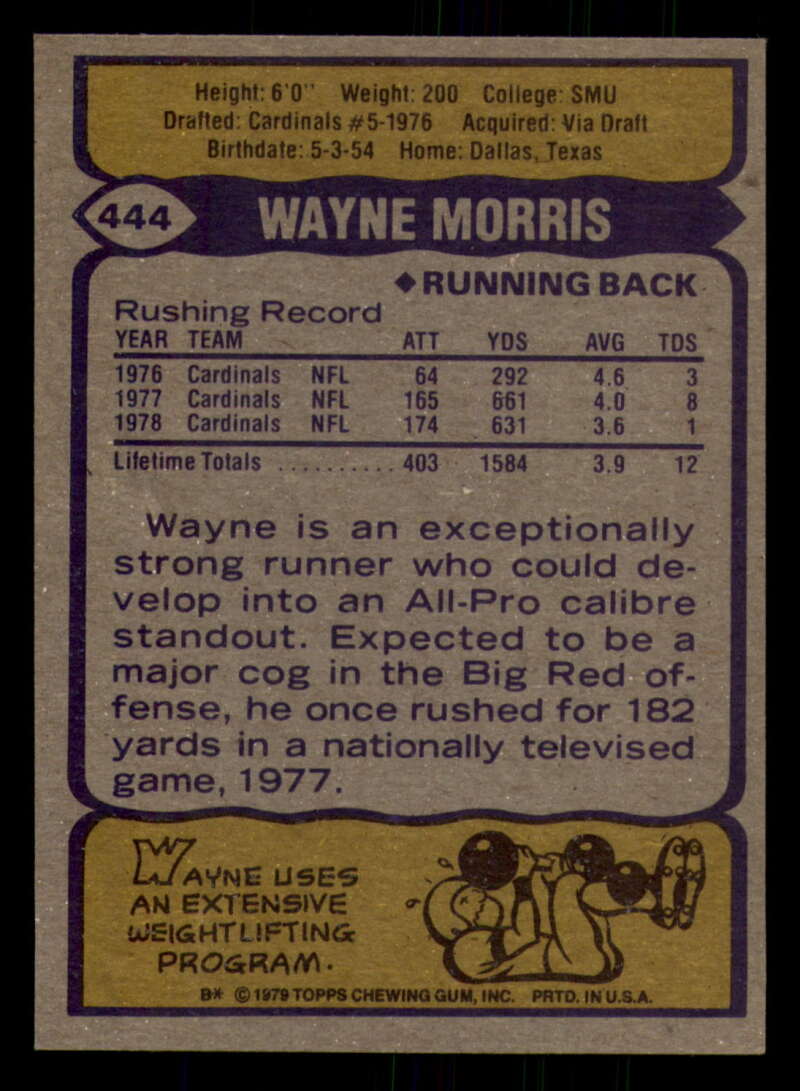 Height: 6'0" Weight: 200 College: SMU
Drafted: Cardinals #5-1976 Acquired: Via Draft
Birthdate: 5-3-54 Home: Dallas, Texas
444 WAYNE MORRIS
◆RUNNING BACK
Rushing Record
YEAR TEAM ATT YDS AVG TDS
1976 Cardinals NFL 64 292 4.6 3
1977 Cardinals NFL 165 661 4.0 8
1978 Cardinals NFL 174 631 3.6 1
Lifetime Totals .......... 403 1584 3.9 12
Wayne is an exceptionally
strong runner who could de-
velop into an All-Pro calibre
standout. Expected to be a
major cog in the Big Red of-
fense, he once rushed for 182
yards in a nationally televised
game, 1977.
WAYNE USES
AN EXTENSIVE
WEIGHTLIFTING
PROGRAM.
B* © 1979 TOPPS CHEWING GUM, INC. PRTD. IN U.S.A.